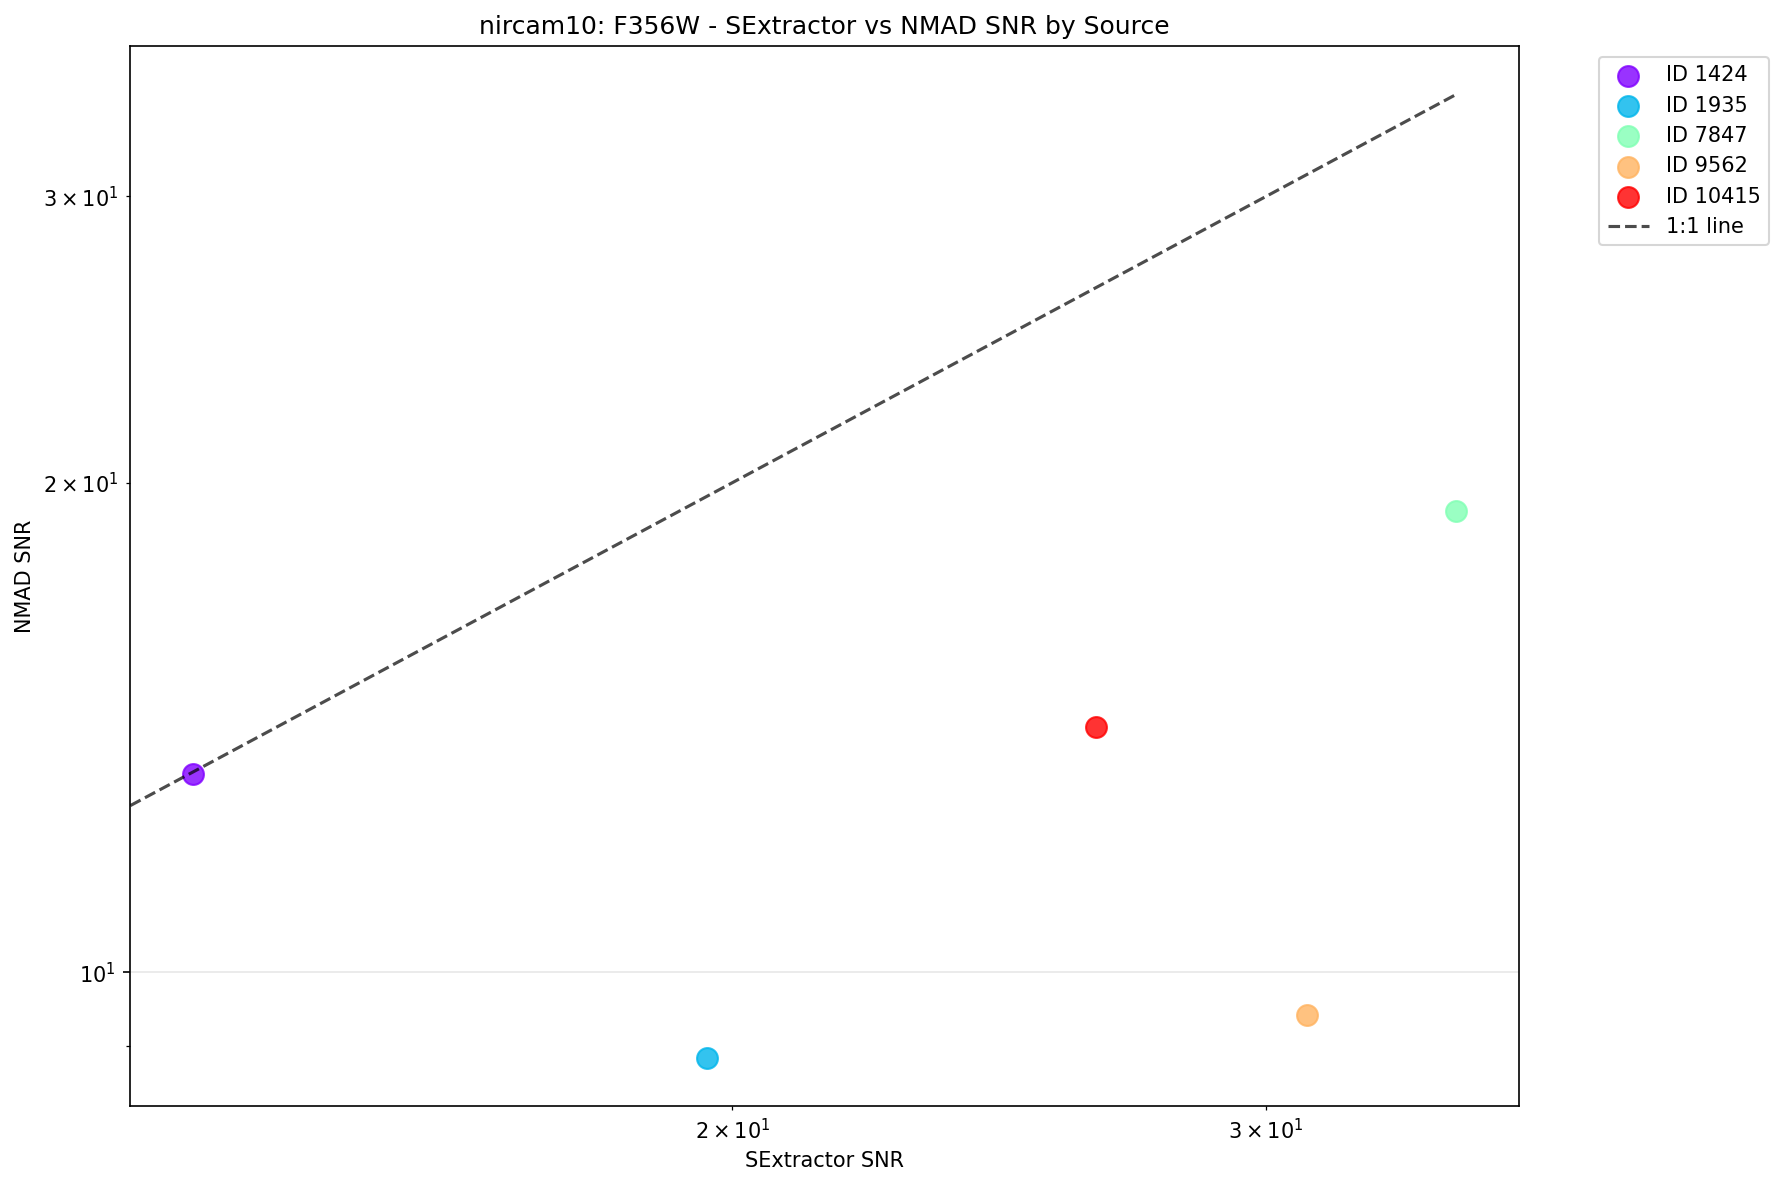 nircam10: F356W - SExtractor vs NMAD SNR by Source
ID 1424
ID 1935
ID 7847
ID 9562
ID 10415
1:1 line
3 × 10¹
2 × 10¹
10¹
NMAD SNR
2 × 10¹
3 × 10¹
SExtractor SNR